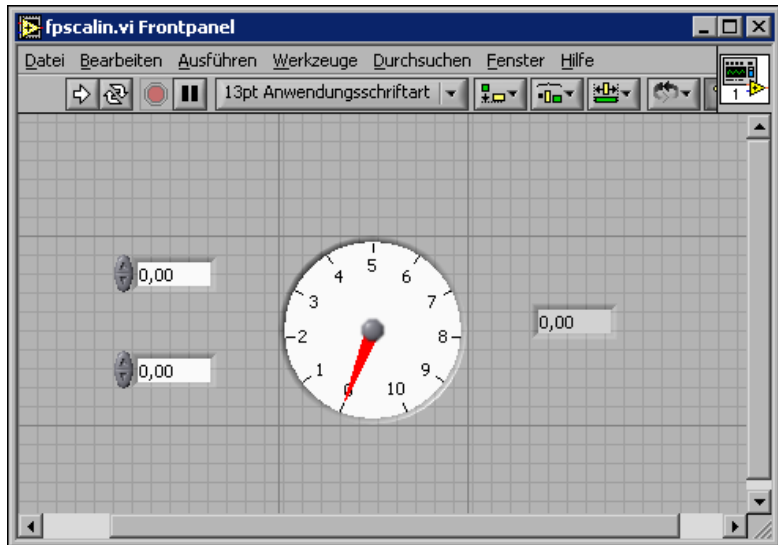 fpscalin.vi Frontpanel
Datei Bearbeiten Ausführen Werkzeuge Durchsuchen Fenster Hilfe
13pt Anwendungsschriftart
1
0,00
0,00
0 1 2 3 4 5 6 7 8 9 10
0,00